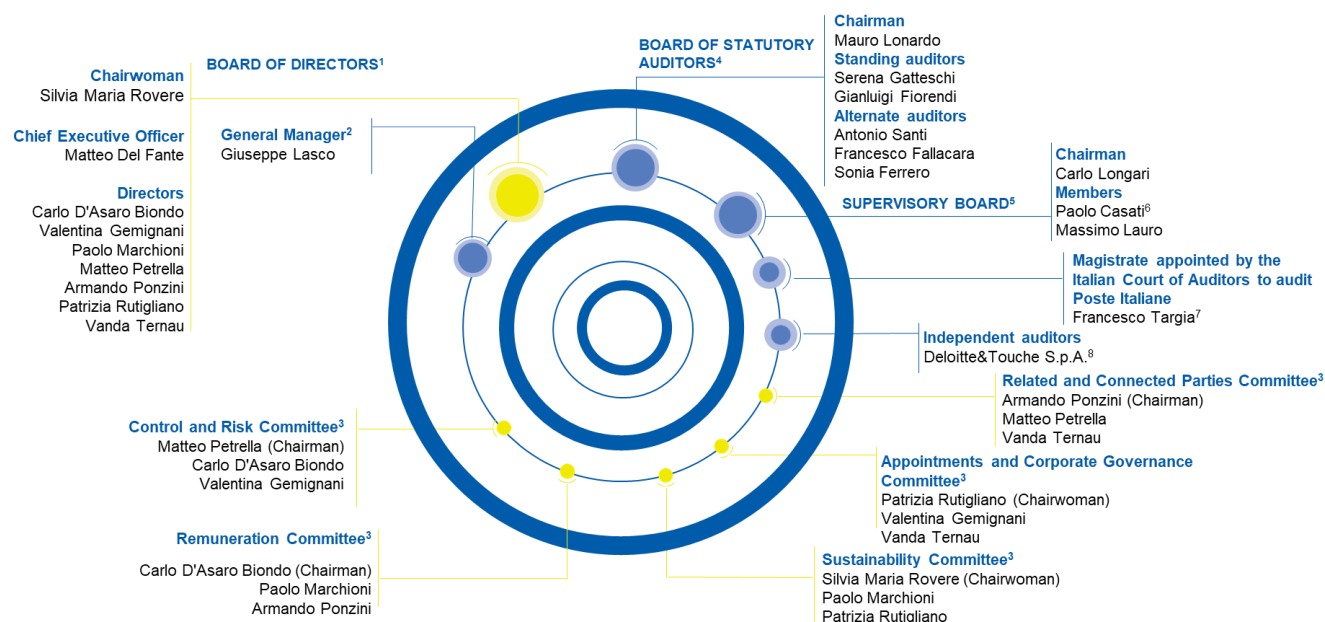 BOARD OF DIRECTORS¹
Chairwoman
Silvia Maria Rovere
Chief Executive Officer
Matteo Del Fante
Directors
Carlo D'Asaro Biondo
Valentina Gemignani
Paolo Marchioni
Matteo Petrella
Armando Ponzini
Patrizia Rutigliano
Vanda Ternau
General Manager²
Giuseppe Lasco
BOARD OF STATUTORY
AUDITORS⁴
Chairman
Mauro Lonardo
Standing auditors
Serena Gatteschi
Gianluigi Fiorendi
Alternate auditors
Antonio Santi
Francesco Fallacara
Sonia Ferrero
SUPERVISORY BOARD⁵
Chairman
Carlo Longari
Members
Paolo Casati⁶
Massimo Lauro
Magistrate appointed by the
Italian Court of Auditors to audit
Poste Italiane
Francesco Targia⁷
Independent auditors
Deloitte&Touche S.p.A.⁸
Related and Connected Parties Committee³
Armando Ponzini (Chairman)
Matteo Petrella
Vanda Ternau
Appointments and Corporate Governance
Committee³
Patrizia Rutigliano (Chairwoman)
Valentina Gemignani
Vanda Ternau
Sustainability Committee³
Silvia Maria Rovere (Chairwoman)
Paolo Marchioni
Patrizia Rutigliano
Control and Risk Committee³
Matteo Petrella (Chairman)
Carlo D'Asaro Biondo
Valentina Gemignani
Remuneration Committee³
Carlo D'Asaro Biondo (Chairman)
Paolo Marchioni
Armando Ponzini